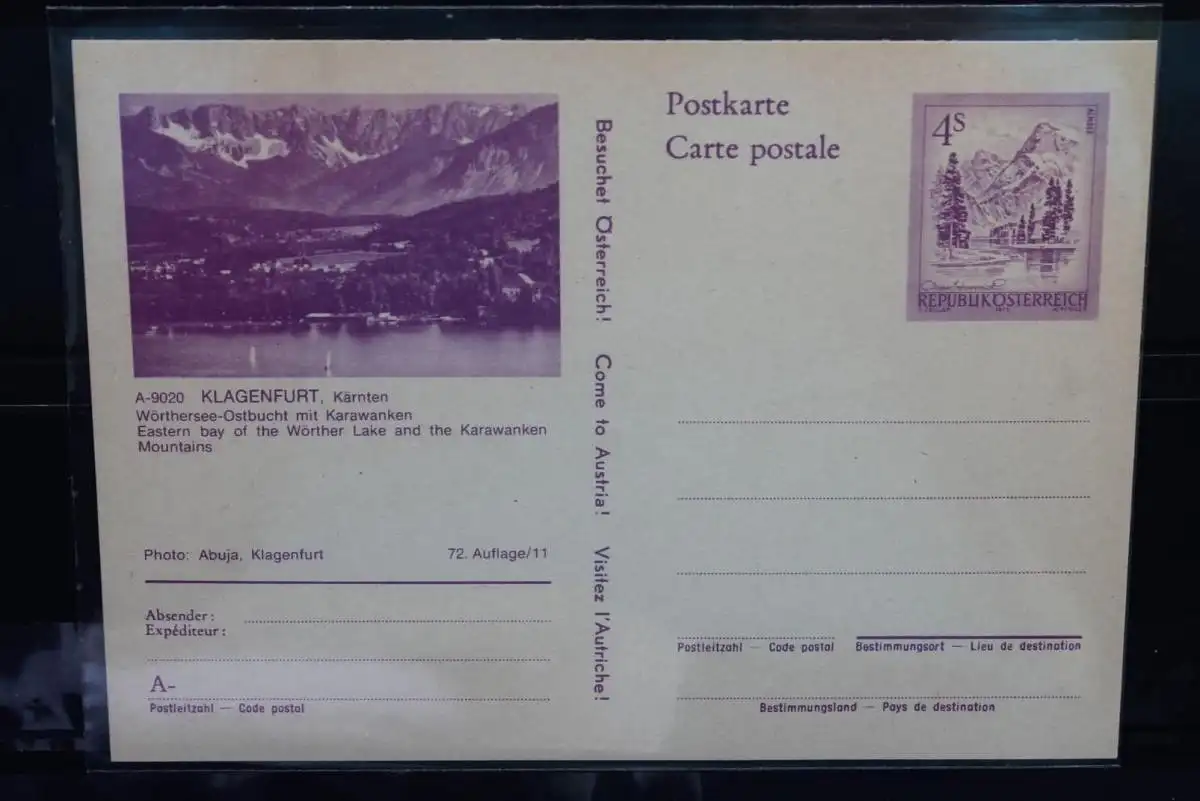 A-9020 KLAGENFURT, Kärnten
Wörthersee-Ostbucht mit Karawanken
Eastern bay of the Wörther Lake and the Karawanken
Mountains
Photo: Abuja, Klagenfurt 72. Auflage/11
Absender:
Expéditeur:
A-
Postleitzahl — Code postal
Besuchet Österreich! Come to Austria! Visitez l'Autriche!
Postkarte
Carte postale
4S
ALMSEE
REPUBLIK ÖSTERREICH
Postleitzahl — Code postal
Bestimmungsort — Lieu de destination
Bestimmungsland — Pays de destination